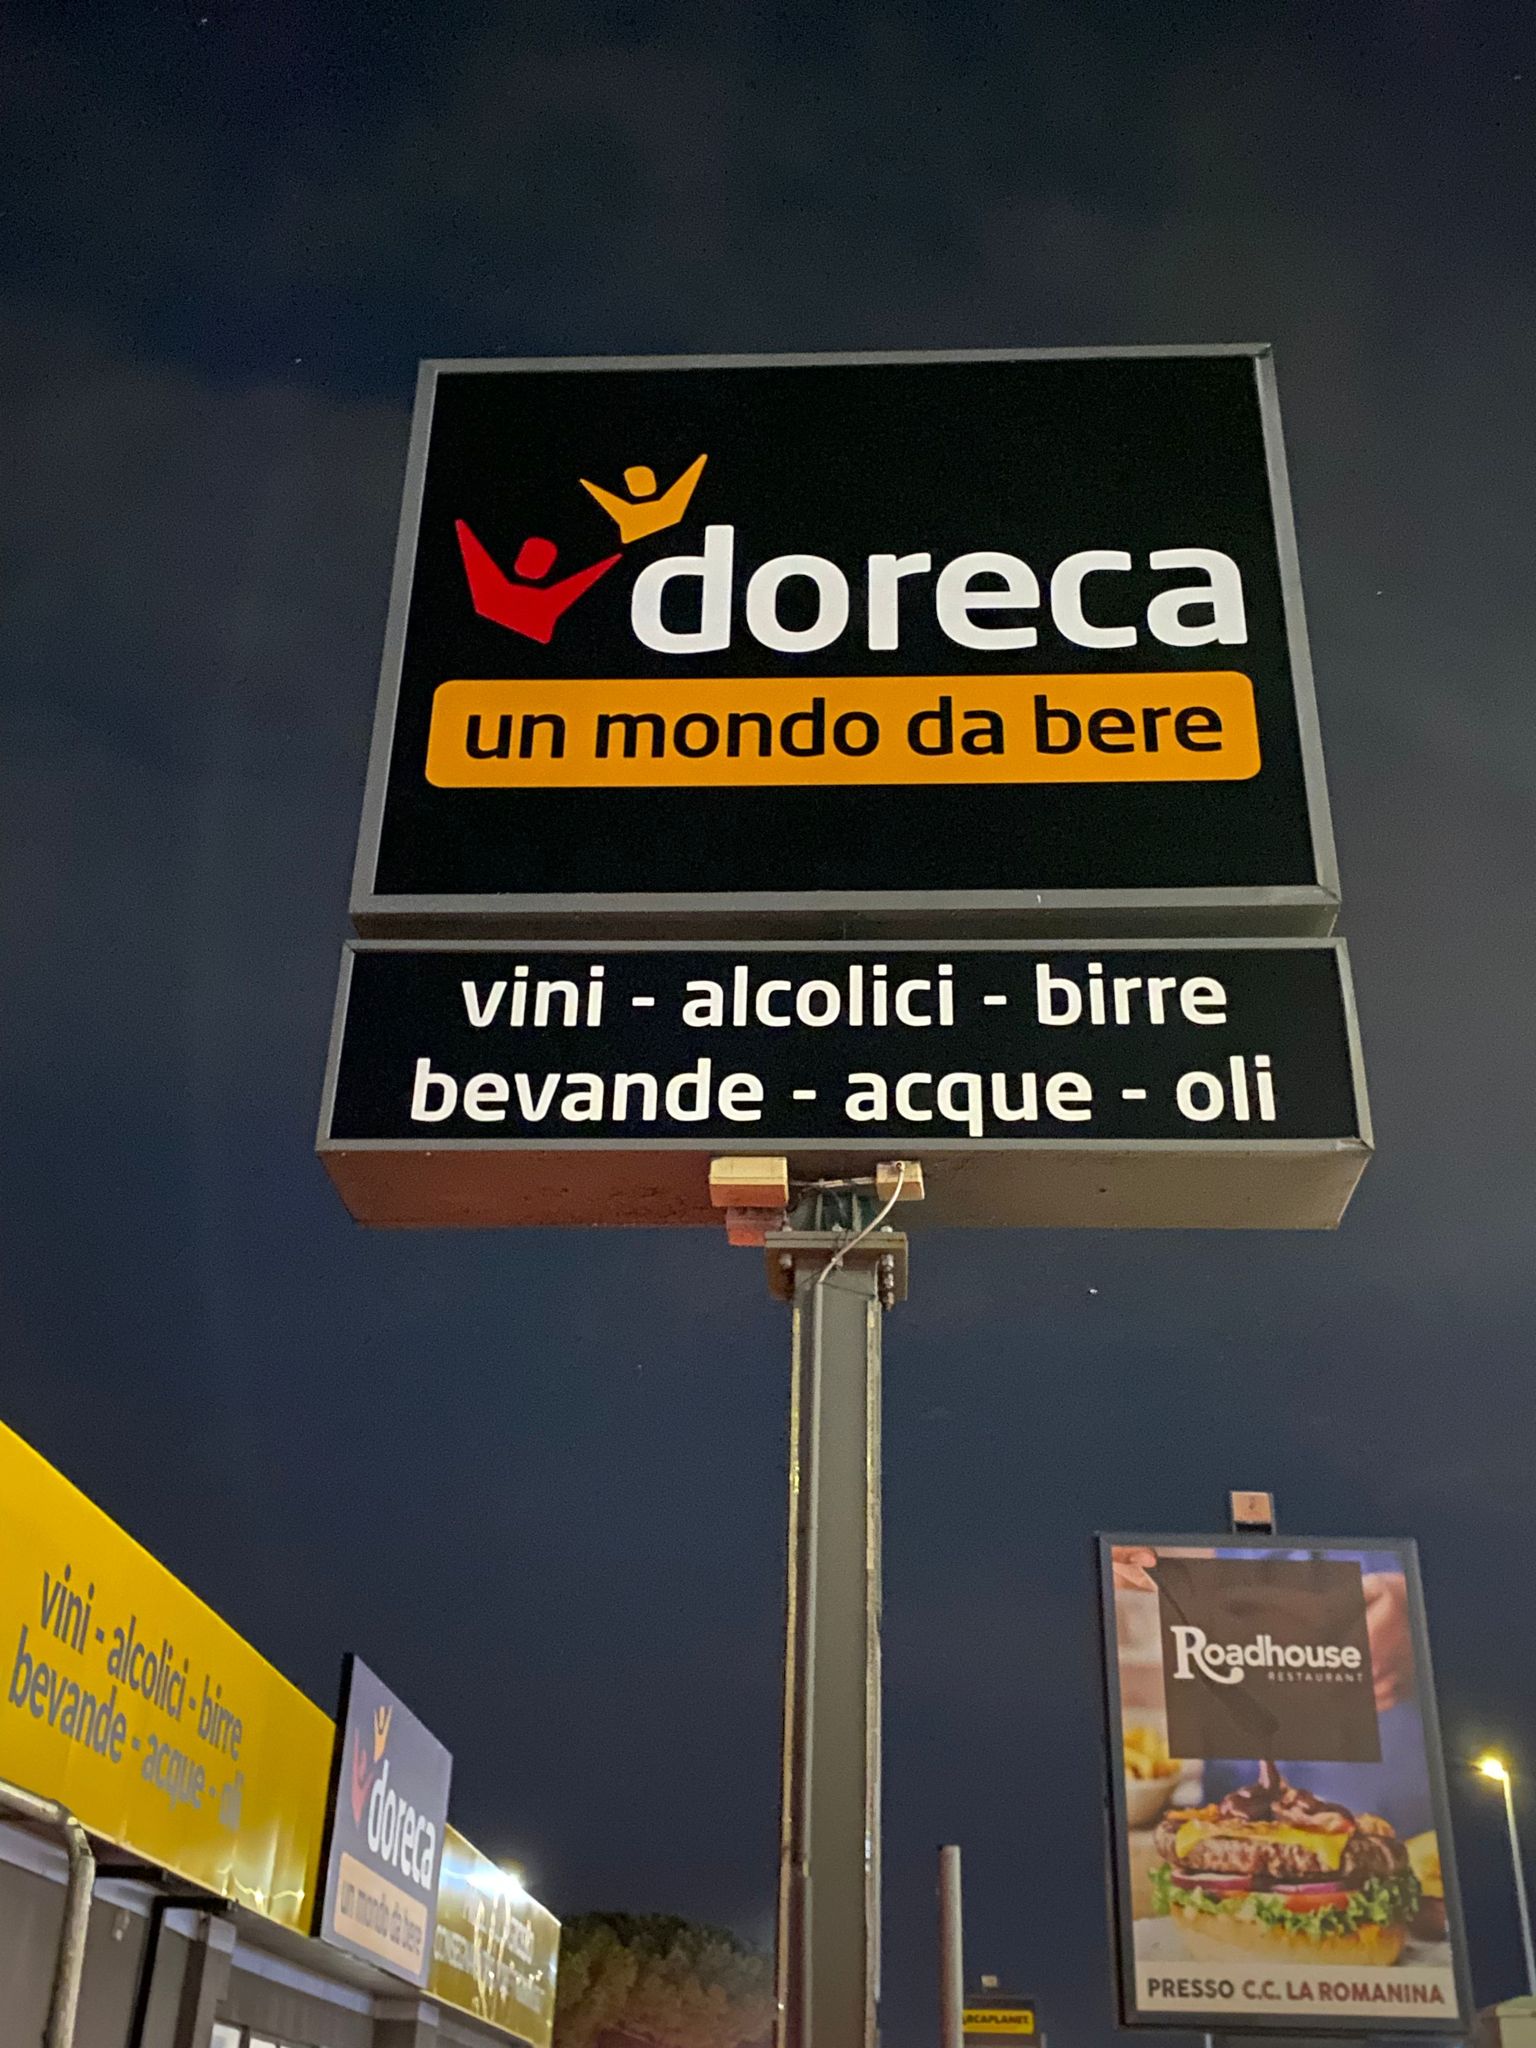 doreca
un mondo da bere
vini - alcolici - birre
bevande - acque - oli
vini - alcolici - birre
bevande - acque - oli
doreca
un mondo da bere
Roadhouse
RESTAURANT
PRESSO C.C. LA ROMANINA
RCAPLANET